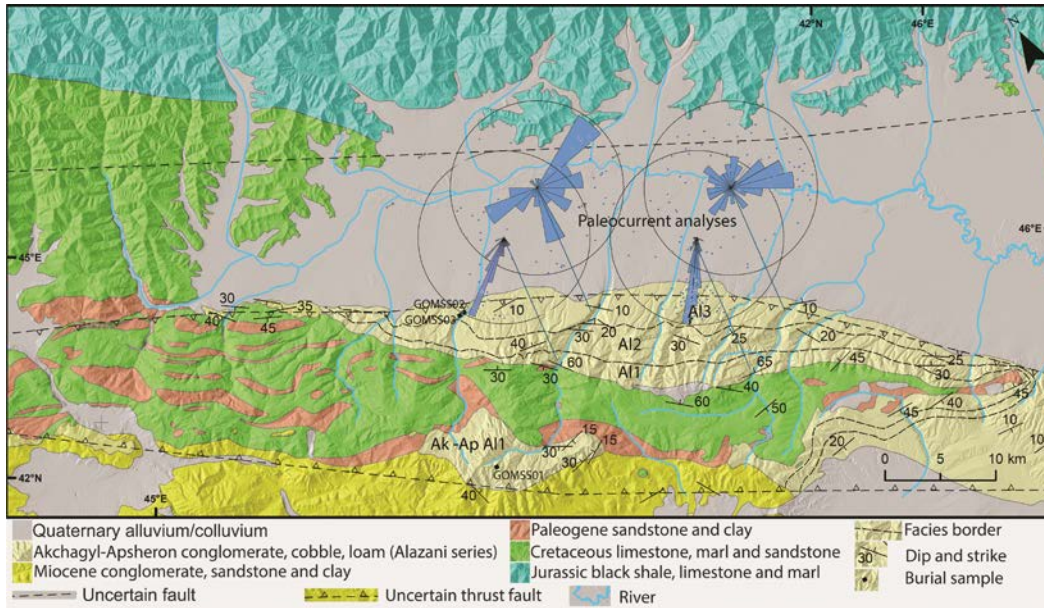 42°N
46°E
N
Paleocurrent analyses
45°E
46°E
GOMSS02
GOMSS03
30
35
40
45
10
10
10
Al3
20
30
Al2
40
30
25
60
Al1
65
45
25
30
45
30
30
60
40
50
45
45
20
10
Ak -Ap Al1
15
15
30
30
GOMSS01
40
42°N
45°E
0 5 10 km
Quaternary alluvium/colluvium
Akchagyl-Apsheron conglomerate, cobble, loam (Alazani series)
Miocene conglomerate, sandstone and clay
Uncertain fault
Uncertain thrust fault
River
Paleogene sandstone and clay
Cretaceous limestone, marl and sandstone
Jurassic black shale, limestone and marl
Facies border
30
Dip and strike
Burial sample